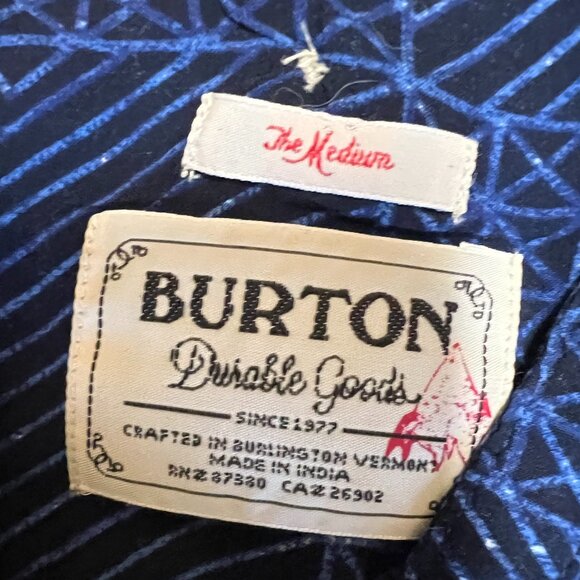 The Medium
BURTON
Durable Goods
SINCE 1977
CRAFTED IN BURLINGTON VERMONT
MADE IN INDIA
RN# 87380 CA# 26902